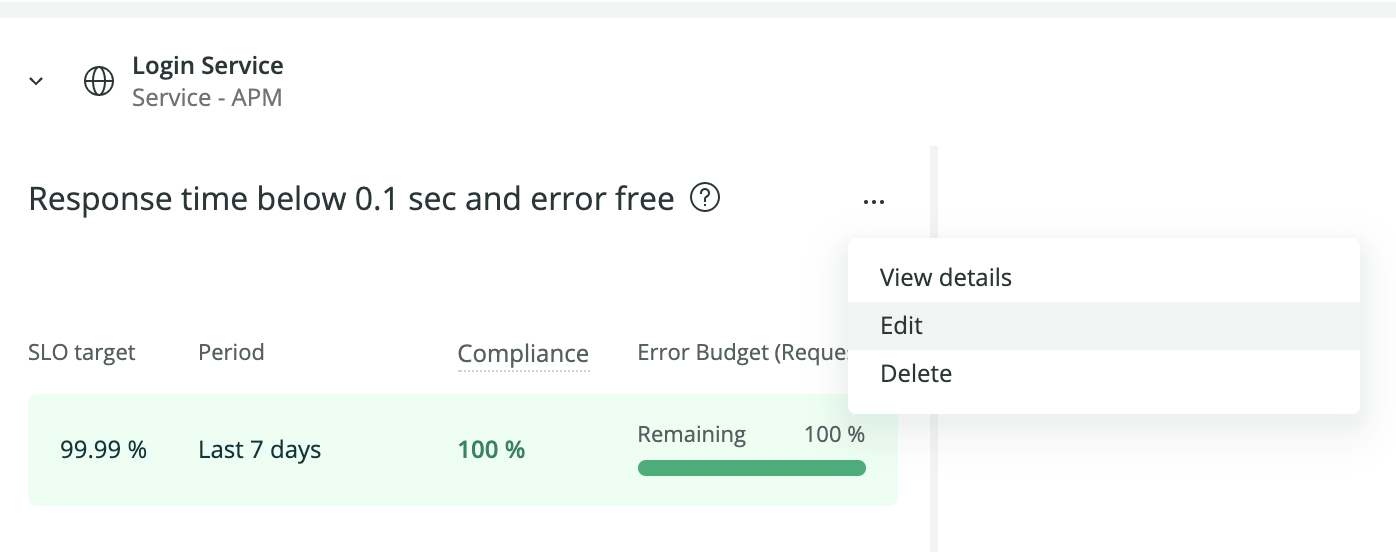 Login Service
Service - APM
Response time below 0.1 sec and error free
View details
Edit
Delete
SLO target Period Compliance Error Budget
99.99 % Last 7 days 100 % Remaining 100 %